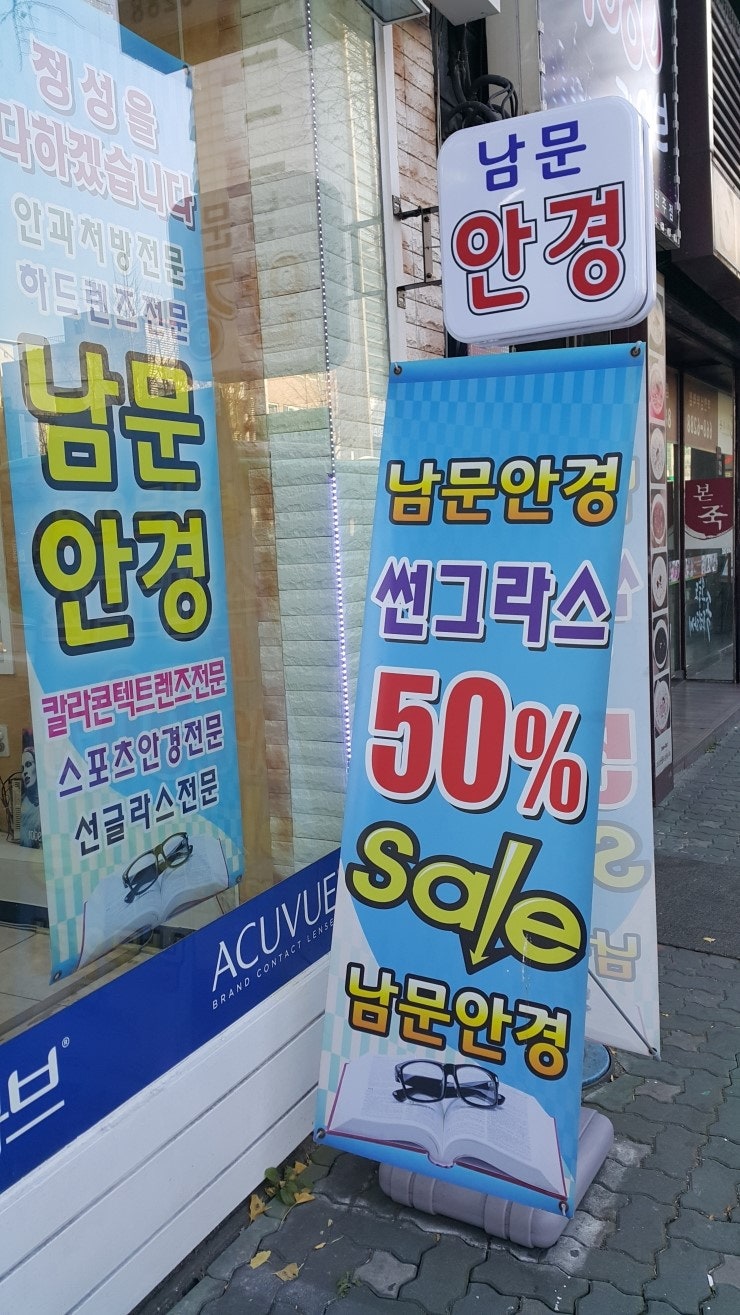 정성을
다하겠습니다
안과처방전문
하드렌즈전문
남문
안경
칼라콘텍트렌즈전문
스포츠안경전문
선글라스전문
ACUVUE
BRAND CONTACT LENSE
®
남문
안경
남문안경
썬그라스
50%
Sale
남문안경
본
죽